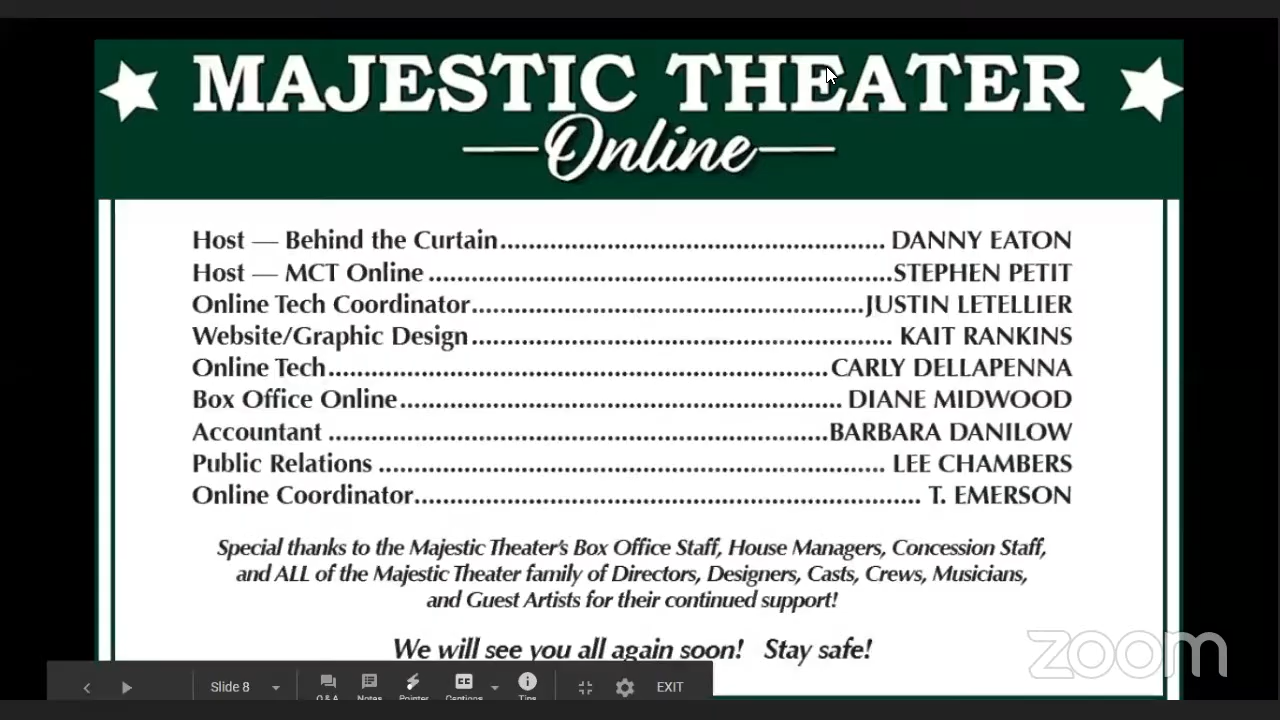 MAJESTIC THEATER
Online
Host — Behind the Curtain..................................................... DANNY EATON
Host — MCT Online ................................................................STEPHEN PETIT
Online Tech Coordinator......................................................JUSTIN LETELLIER
Website/Graphic Design.......................................................... KAIT RANKINS
Online Tech.....................................................................CARLY DELLAPENNA
Box Office Online............................................................. DIANE MIDWOOD
Accountant .....................................................................BARBARA DANILOW
Public Relations ...................................................................... LEE CHAMBERS
Online Coordinator...................................................................... T. EMERSON
Special thanks to the Majestic Theater's Box Office Staff, House Managers, Concession Staff,
and ALL of the Majestic Theater family of Directors, Designers, Casts, Crews, Musicians,
and Guest Artists for their continued support!
We will see you all again soon! Stay safe!
zoom
Slide 8
Q&A Notes Pointer Captions Tips
EXIT